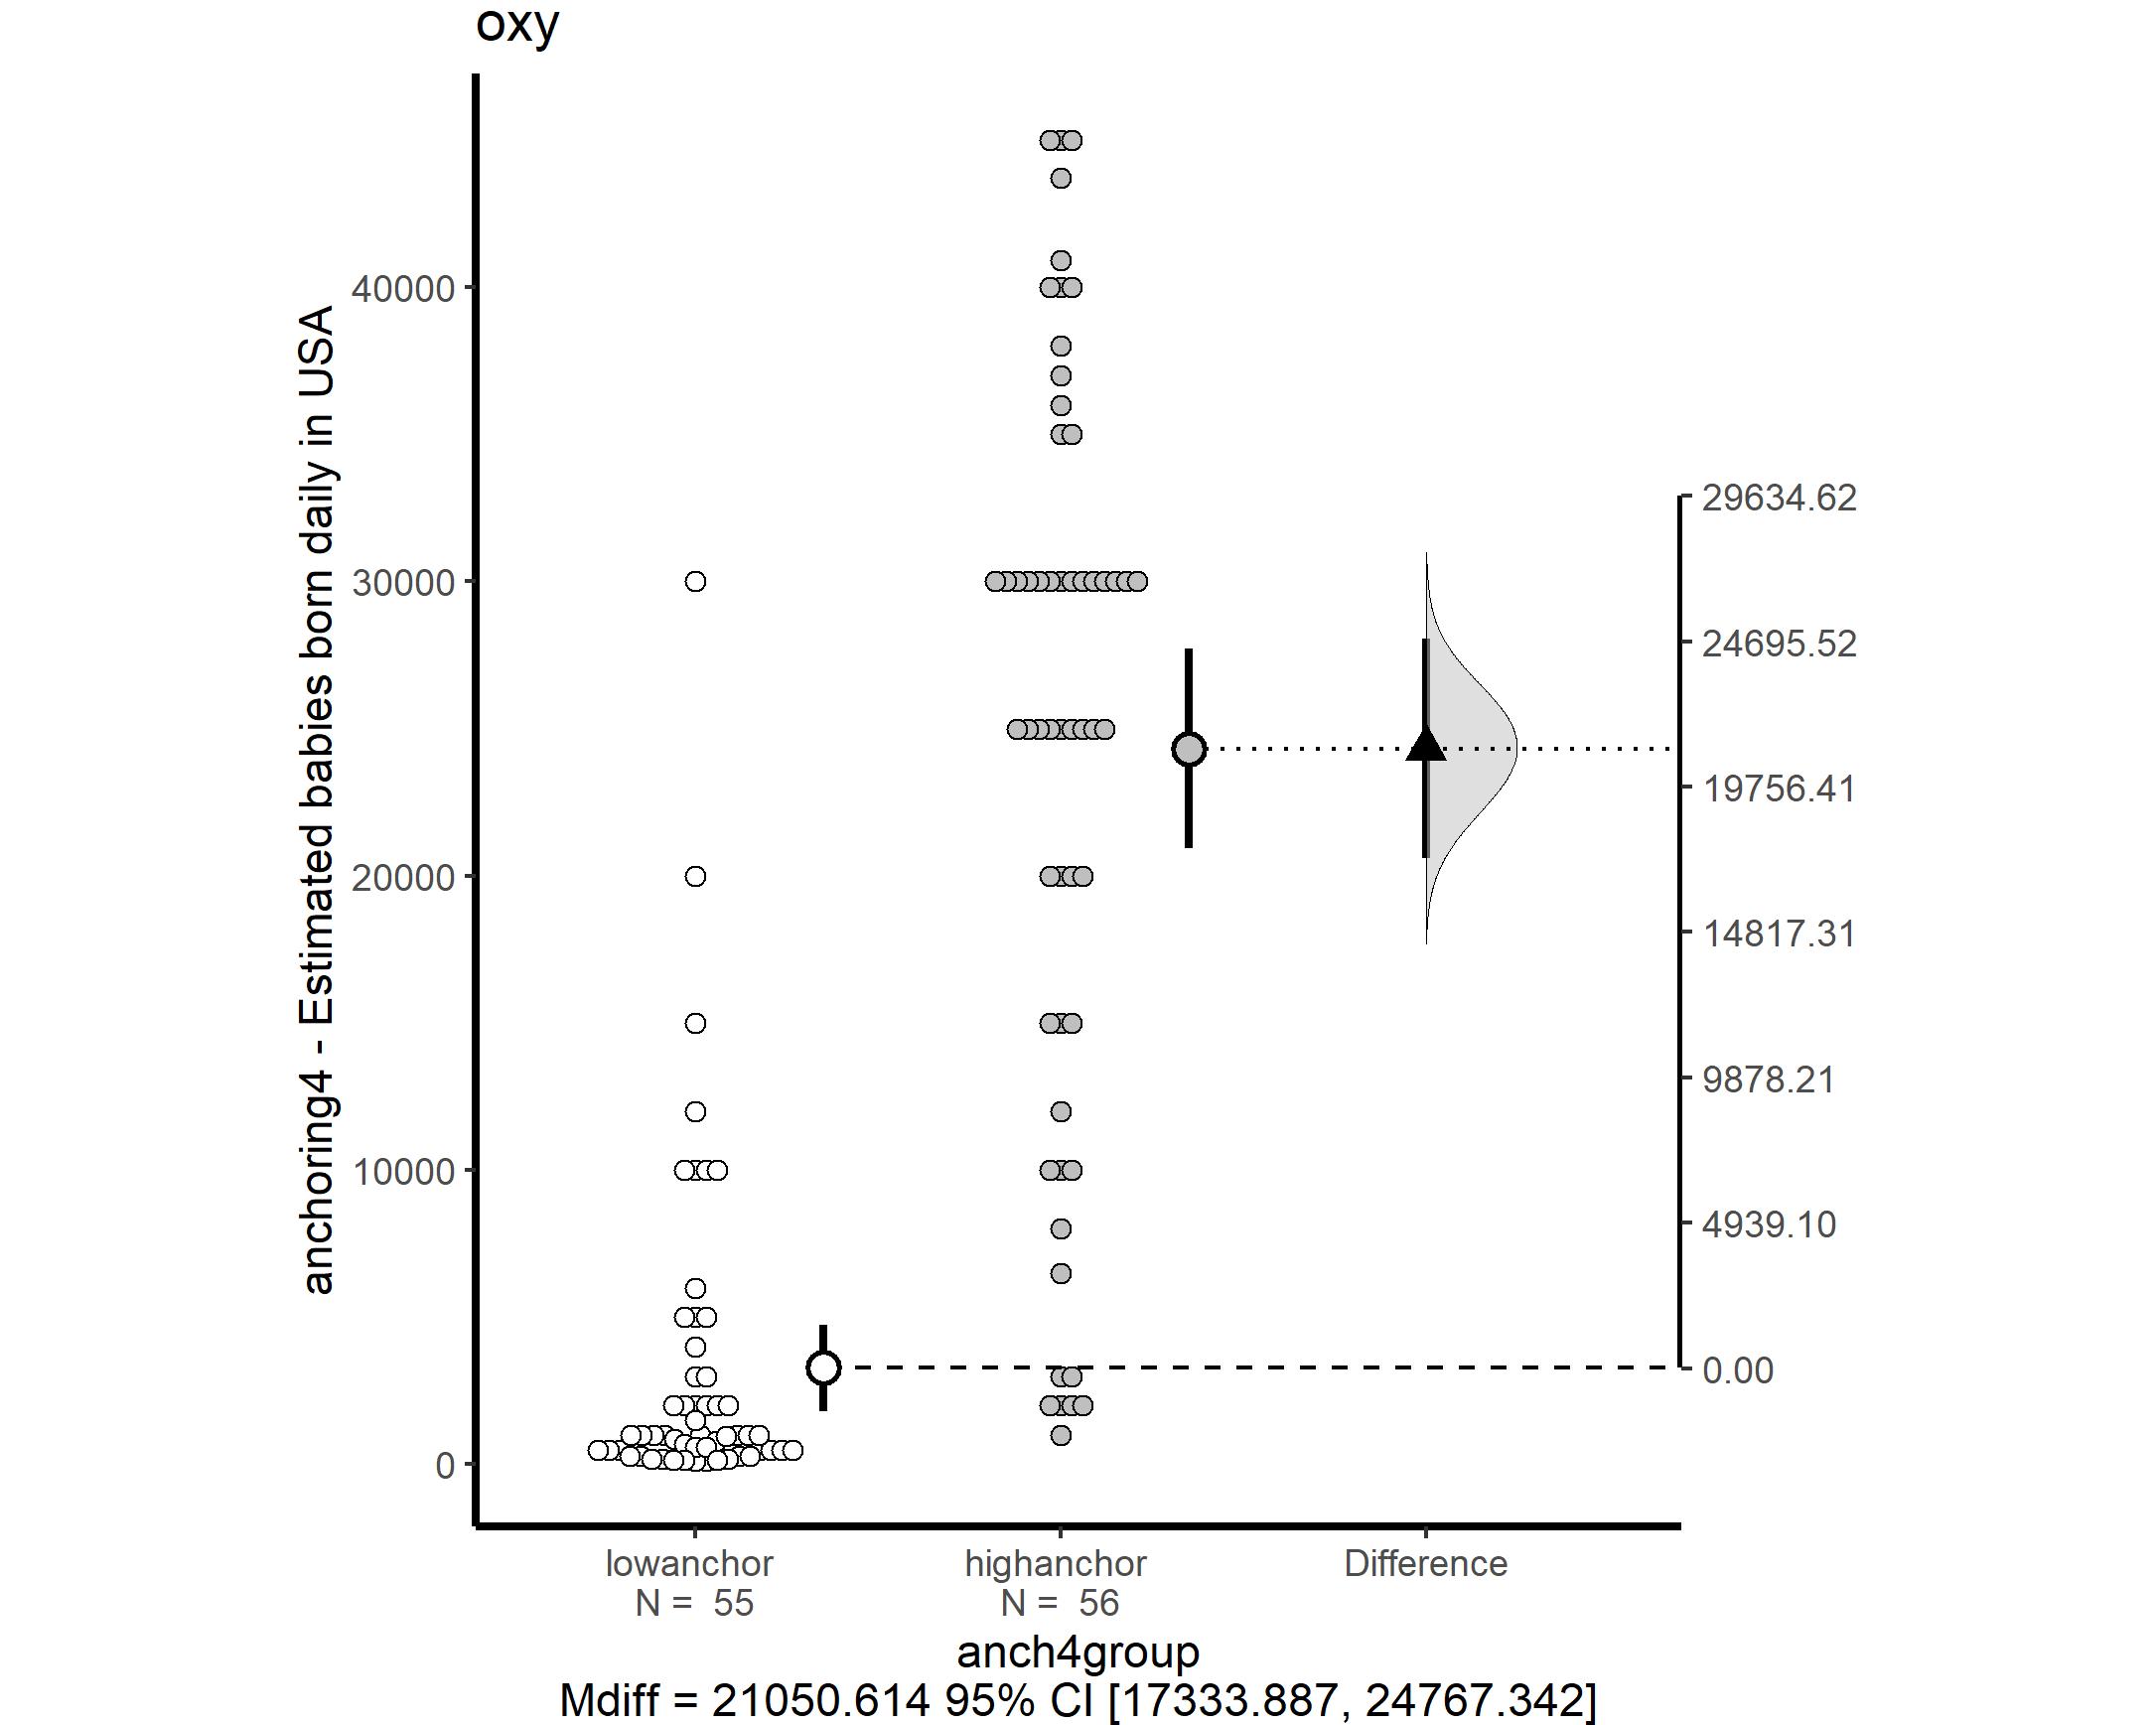 oxy
anchoring4 - Estimated babies born daily in USA
40000
30000
20000
10000
0
29634.62
24695.52
19756.41
14817.31
9878.21
4939.10
0.00
lowanchor
N =  55
highanchor
N =  56
Difference
anch4group
Mdiff = 21050.614 95% CI [17333.887, 24767.342]